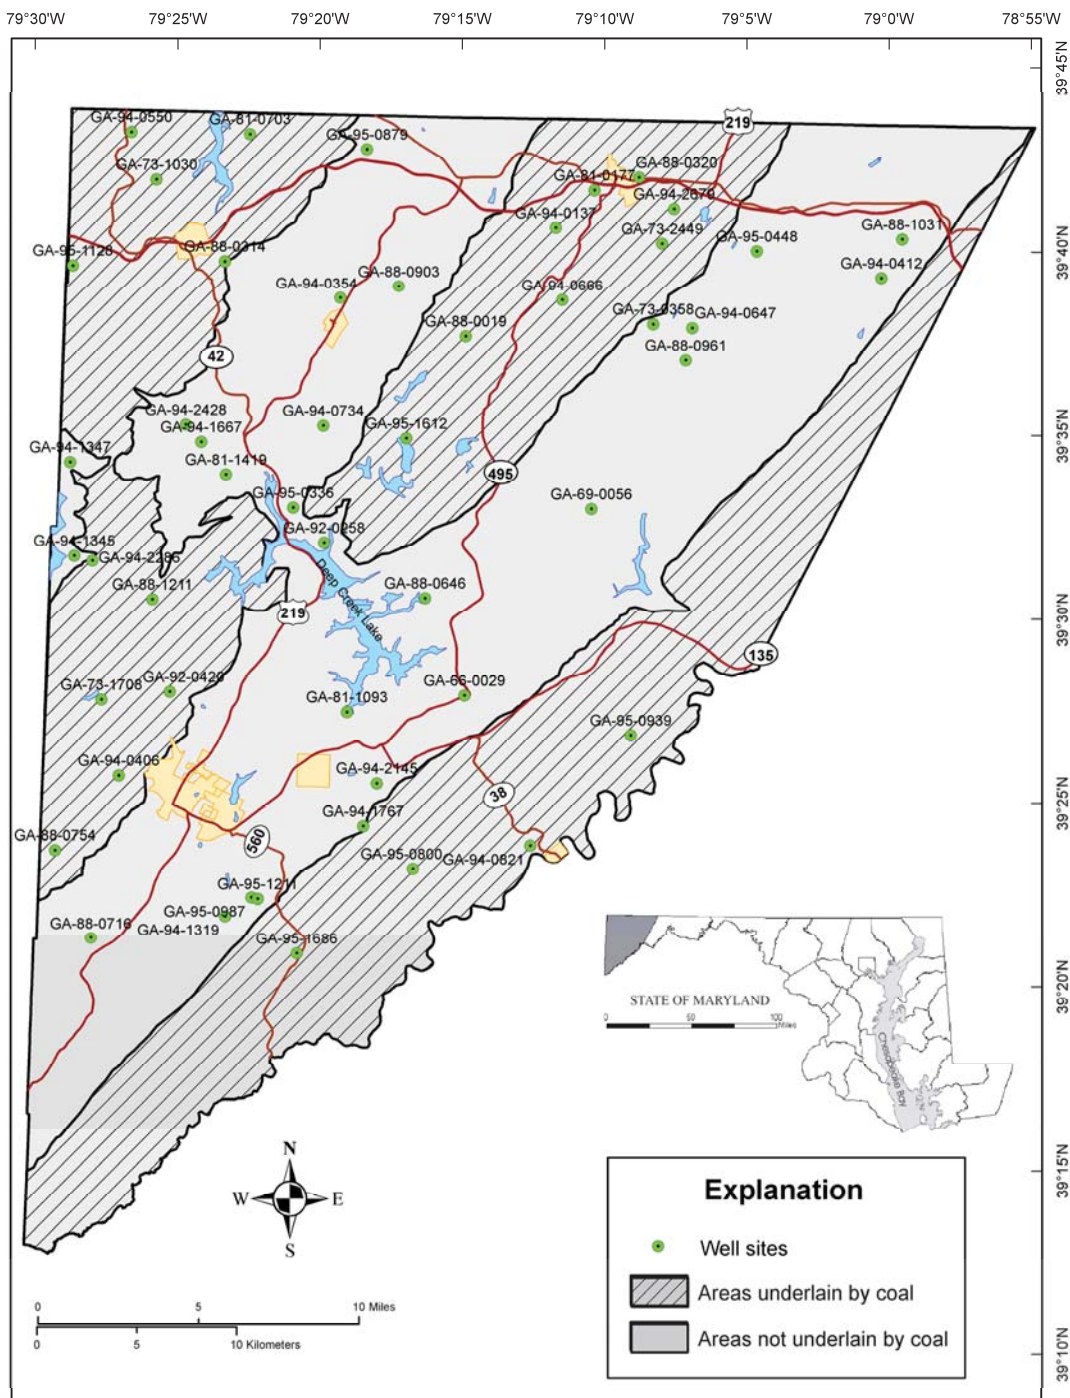 79°30'W 79°25'W 79°20'W 79°15'W 79°10'W 79°5'W 79°0'W 78°55'W
39°45'N
39°40'N
39°35'N
39°30'N
39°25'N
39°20'N
39°15'N
39°10'N
GA-94-0550
GA-81-0703
219
GA-95-0879
GA-73-1030
GA-88-0320
GA-81-0177
GA-94-2679
GA-94-0137
GA-73-2449
GA-95-0448
GA-88-1031
GA-95-1128
GA-88-0314
GA-94-0412
GA-88-0903
GA-94-0354
GA-94-0666
GA-88-0019
GA-73-0358
GA-94-0647
GA-88-0961
42
GA-94-2428
GA-94-1667
GA-94-0734
GA-95-1612
GA-94-1347
GA-81-1419
495
GA-95-0336
GA-69-0056
GA-92-0258
GA-94-1345
GA-94-2286
GA-88-1211
Deep Creek Lake
GA-88-0646
219
135
GA-73-1708
GA-92-0429
GA-66-0029
GA-81-1093
GA-95-0939
GA-94-0406
GA-94-2145
38
GA-94-1767
GA-88-0754
560
GA-95-0800
GA-94-0821
GA-95-1211
GA-95-0987
GA-88-0716
GA-94-1319
GA-95-1686
STATE OF MARYLAND
0 50 100
Miles
Chesapeake Bay
N
W E
S
0 5 10 Miles
0 5 10 Kilometers
Explanation
Well sites
Areas underlain by coal
Areas not underlain by coal